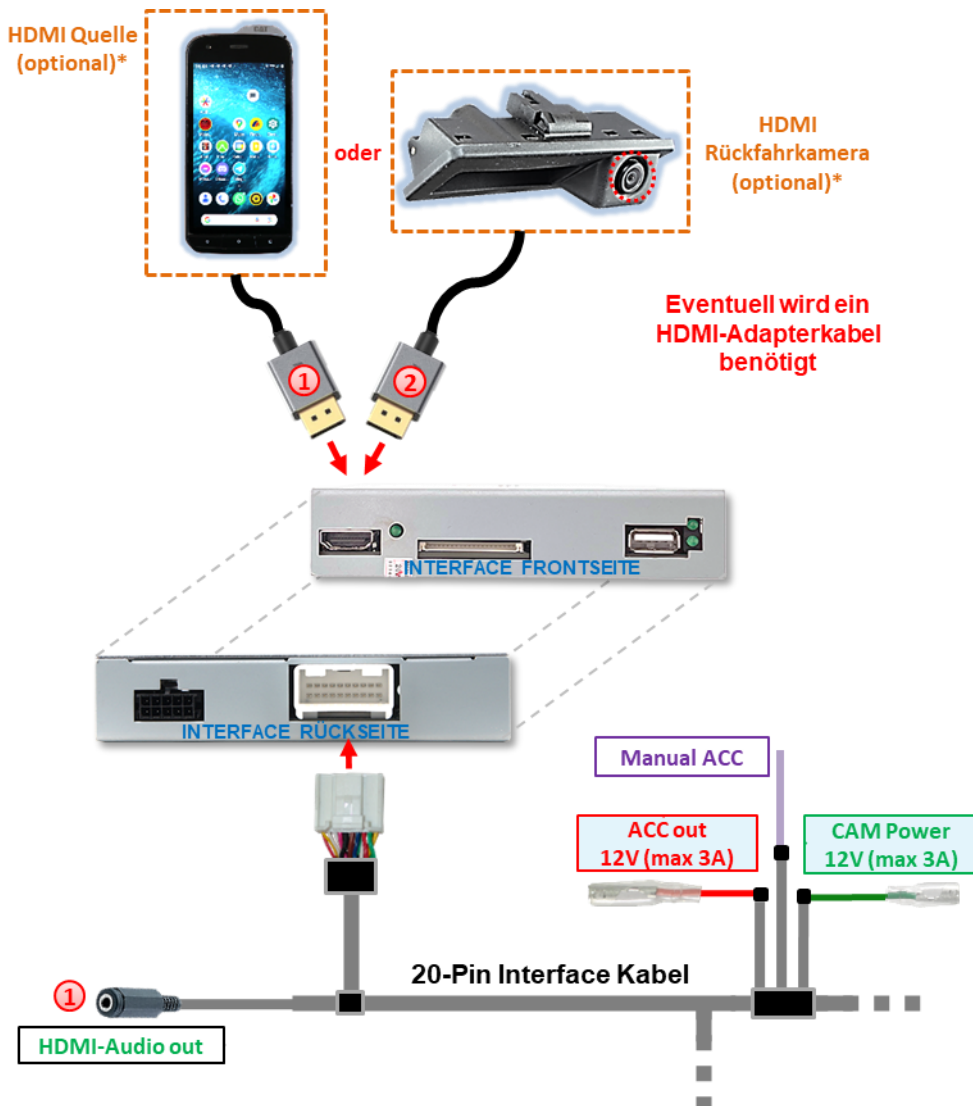 HDMI Quelle
(optional)*
oder
HDMI
Rückfahrkamera
(optional)*
Eventuell wird ein
HDMI-Adapterkabel
benötigt
1
2
INTERFACE FRONTSEITE
INTERFACE RÜCKSEITE
Manual ACC
ACC out
12V (max 3A)
CAM Power
12V (max 3A)
20-Pin Interface Kabel
1
HDMI-Audio out